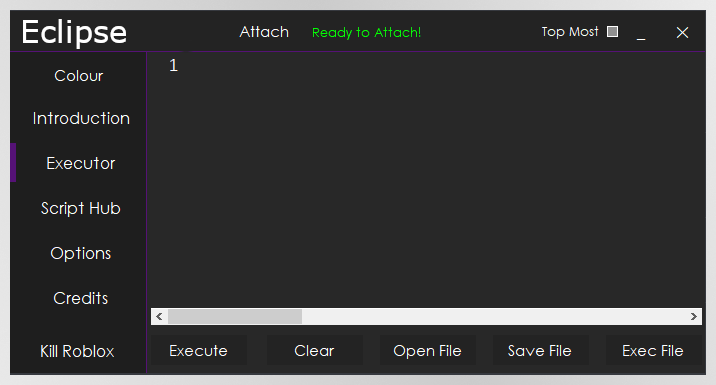 Eclipse
Attach Ready to Attach! Top Most
Colour
Introduction
Executor
Script Hub
Options
Credits
Kill Roblox
1
Execute Clear Open File Save File Exec File